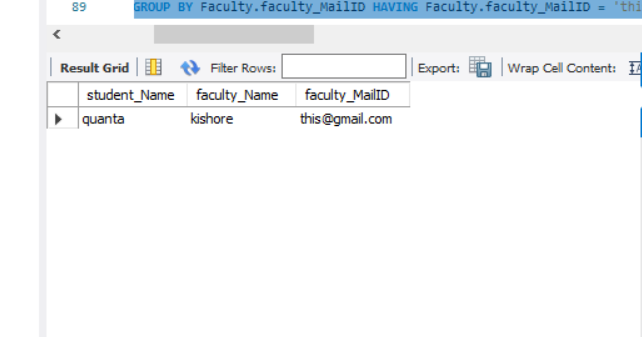 89 GROUP BY Faculty.faculty_MailID HAVING Faculty.faculty_MailID = 'thi
Result Grid Filter Rows: Export: Wrap Cell Content:
student_Name faculty_Name faculty_MailID
quanta kishore this@gmail.com